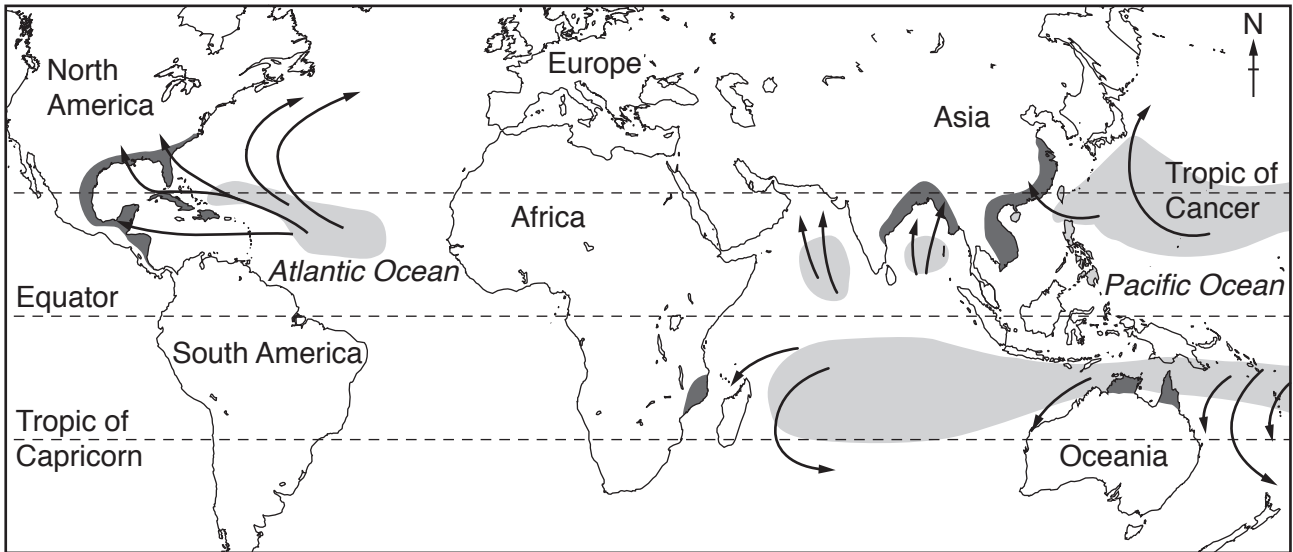 N
North
America
Europe
Asia
Tropic of
Cancer
Africa
Atlantic Ocean
Pacific Ocean
Equator
South America
Tropic of
Capricorn
Oceania